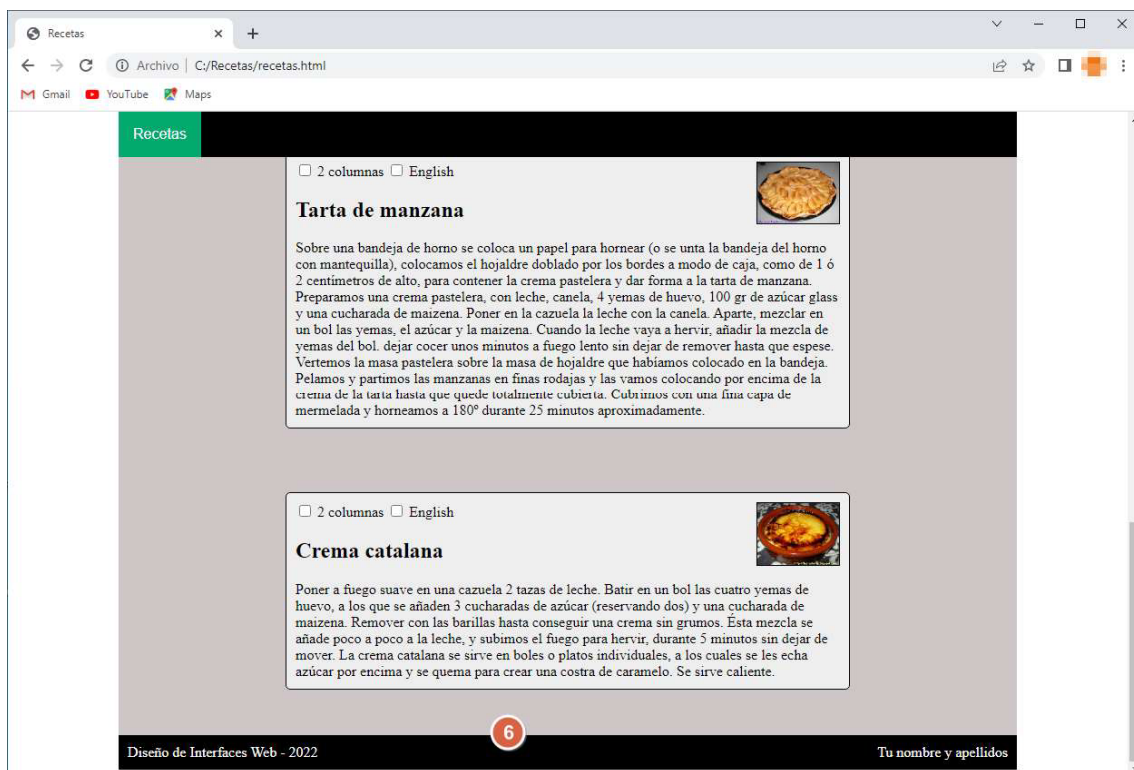 Recetas
Archivo | C:/Recetas/recetas.html
Gmail YouTube Maps
Recetas
2 columnas English
Tarta de manzana
Sobre una bandeja de horno se coloca un papel para hornear (o se unta la bandeja del horno
con mantequilla), colocamos el hojaldre doblado por los bordes a modo de caja, como de 1 ó
2 centímetros de alto, para contener la crema pastelera y dar forma a la tarta de manzana.
Preparamos una crema pastelera, con leche, canela, 4 yemas de huevo, 100 gr de azúcar glass
y una cucharada de maizena. Poner en la cazuela la leche con la canela. Aparte, mezclar en
un bol las yemas, el azúcar y la maizena. Cuando la leche vaya a hervir, añadir la mezcla de
yemas del bol. dejar cocer unos minutos a fuego lento sin dejar de remover hasta que espese.
Vertemos la masa pastelera sobre la masa de hojaldre que habíamos colocado en la bandeja.
Pelamos y partimos las manzanas en finas rodajas y las vamos colocando por encima de la
crema de la tarta hasta que quede totalmente cubierta. Cubrimos con una fina capa de
mermelada y horneamos a 180º durante 25 minutos aproximadamente.
2 columnas English
Crema catalana
Poner a fuego suave en una cazuela 2 tazas de leche. Batir en un bol las cuatro yemas de
huevo, a los que se añaden 3 cucharadas de azúcar (reservando dos) y una cucharada de
maizena. Remover con las barillas hasta conseguir una crema sin grumos. Ésta mezcla se
añade poco a poco a la leche, y subimos el fuego para hervir, durante 5 minutos sin dejar de
mover. La crema catalana se sirve en boles o platos individuales, a los cuales se les echa
azúcar por encima y se quema para crear una costra de caramelo. Se sirve caliente.
6
Diseño de Interfaces Web - 2022 Tu nombre y apellidos